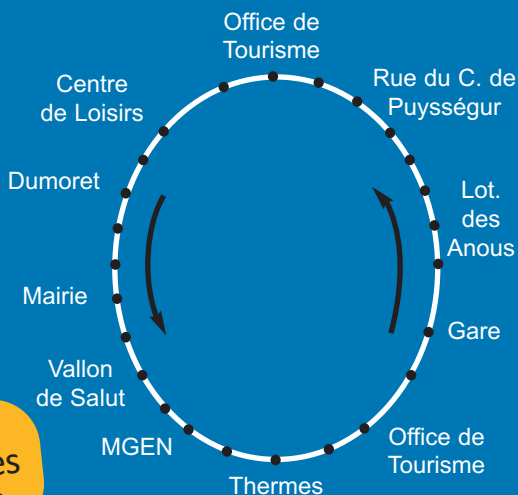 Office de
Tourisme
Rue du C. de
Puysségur
Centre
de Loisirs
Dumoret
Lot.
des
Anous
Mairie
Gare
Vallon
de Salut
MGEN
Office de
Tourisme
Thermes